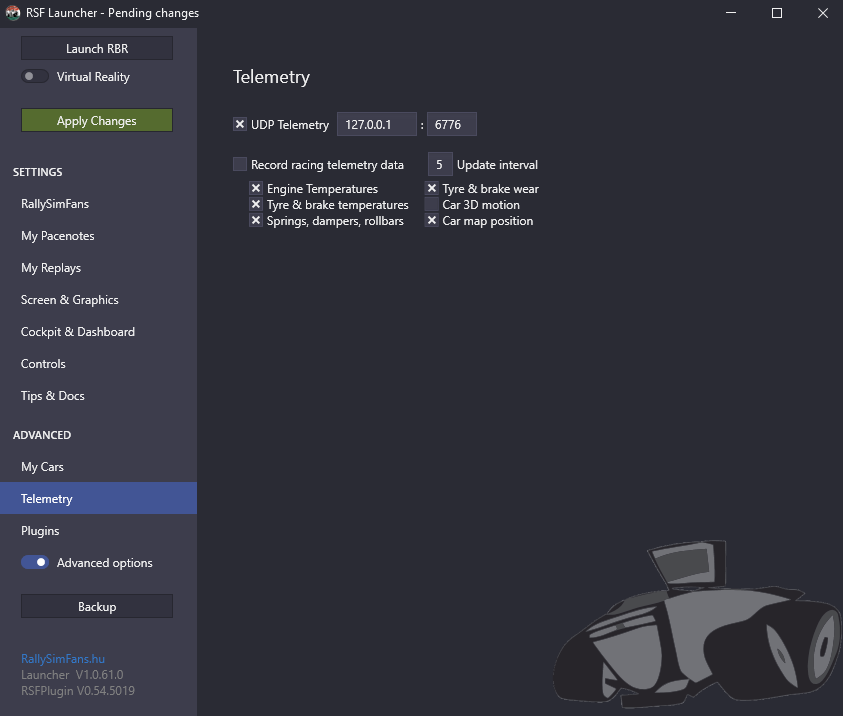 RSF Launcher - Pending changes
Launch RBR
Virtual Reality
Apply Changes
SETTINGS
RallySimFans
My Pacenotes
My Replays
Screen & Graphics
Cockpit & Dashboard
Controls
Tips & Docs
ADVANCED
My Cars
Telemetry
Plugins
Advanced options
Backup
RallySimFans.hu
Launcher V1.0.61.0
RSFPlugin V0.54.5019
Telemetry
UDP Telemetry 127.0.0.1 : 6776
Record racing telemetry data 5 Update interval
Engine Temperatures Tyre & brake wear
Tyre & brake temperatures Car 3D motion
Springs, dampers, rollbars Car map position